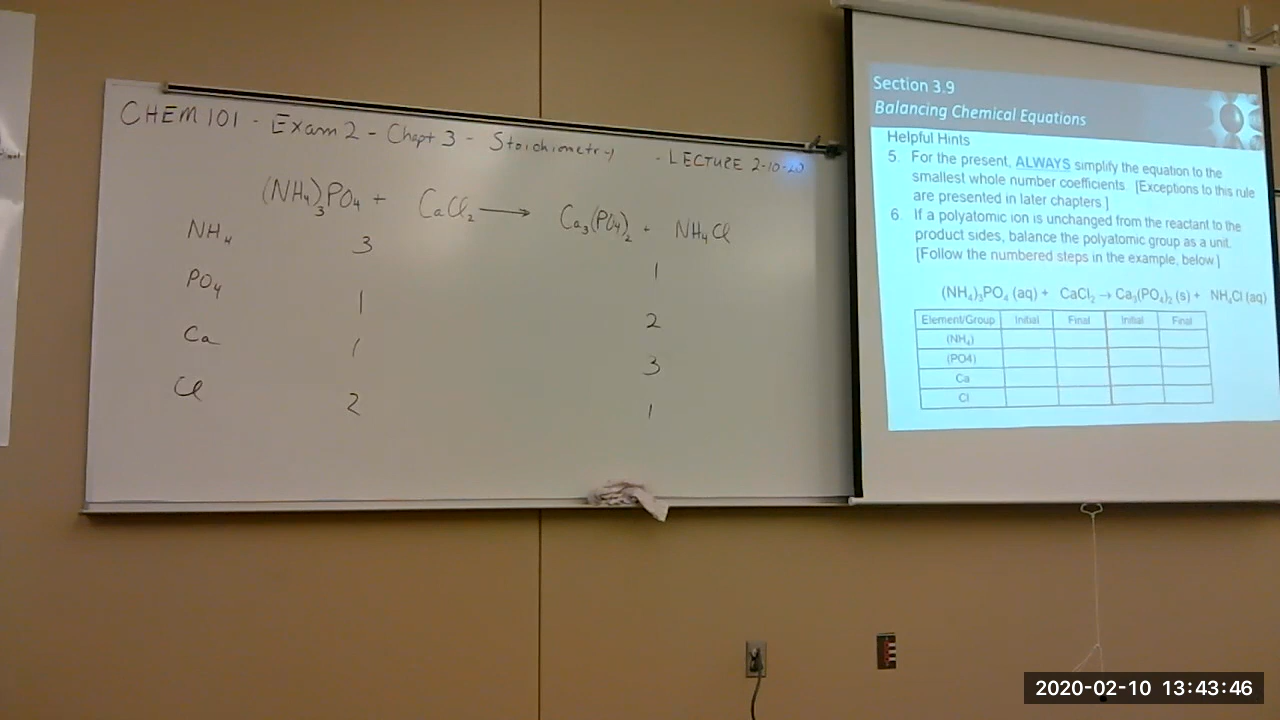 CHEM 101 - Exam 2 - Chapt 3 - Stoichiometry - LECTURE 2-10-20
(NH₄)₃PO₄ + CaCl₂ ⟶ Ca₃(PO₄)₂ + NH₄Cl
NH₄ 3 1
PO₄ 1 2
Ca 1 3
Cl 2 1
Section 3.9
Balancing Chemical Equations
Helpful Hints
5. For the present, ALWAYS simplify the equation to the
smallest whole number coefficients. [Exceptions to this rule
are presented in later chapters.]
6. If a polyatomic ion is unchanged from the reactant to the
product sides, balance the polyatomic group as a unit.
[Follow the numbered steps in the example, below.]
(NH₄)₃PO₄ (aq) + CaCl₂ → Ca₃(PO₄)₂ (s) + NH₄Cl (aq)
Element/Group Initial Final Initial Final
(NH₄)
(PO4)
Ca
Cl
2020-02-10 13:43:46